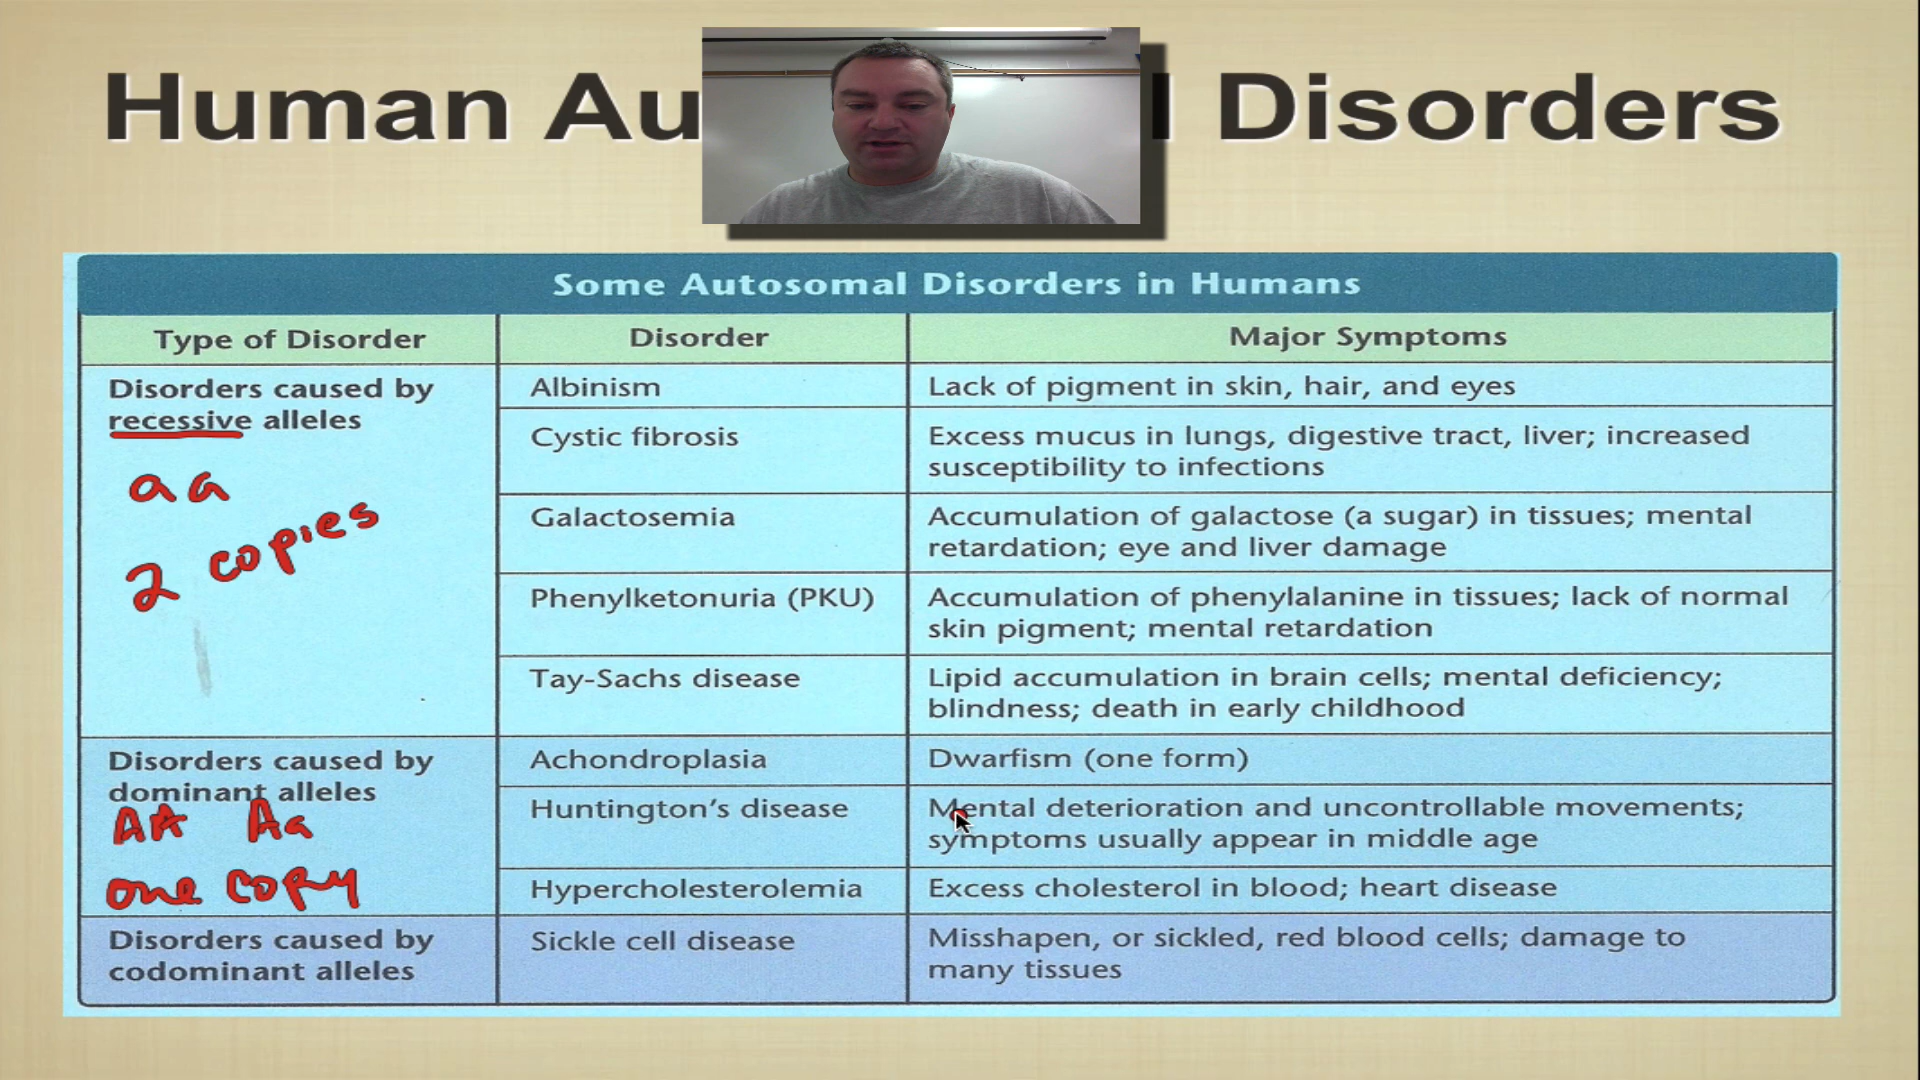 Human Au l Disorders
Some Autosomal Disorders in Humans
Type of Disorder Disorder Major Symptoms
Disorders caused by
recessive alleles
aa
2 copies
Albinism
Lack of pigment in skin, hair, and eyes
Cystic fibrosis
Excess mucus in lungs, digestive tract, liver; increased
susceptibility to infections
Galactosemia
Accumulation of galactose (a sugar) in tissues; mental
retardation; eye and liver damage
Phenylketonuria (PKU)
Accumulation of phenylalanine in tissues; lack of normal
skin pigment; mental retardation
Tay-Sachs disease
Lipid accumulation in brain cells; mental deficiency;
blindness; death in early childhood
Disorders caused by
dominant alleles
AA Aa
one copy
Achondroplasia
Dwarfism (one form)
Huntington's disease
Mental deterioration and uncontrollable movements;
symptoms usually appear in middle age
Hypercholesterolemia
Excess cholesterol in blood; heart disease
Disorders caused by
codominant alleles
Sickle cell disease
Misshapen, or sickled, red blood cells; damage to
many tissues